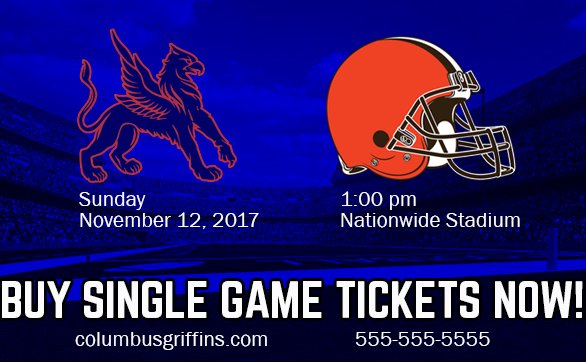 Sunday
November 12, 2017
1:00 pm
Nationwide Stadium
BUY SINGLE GAME TICKETS NOW!
columbusgriffins.com
555-555-5555